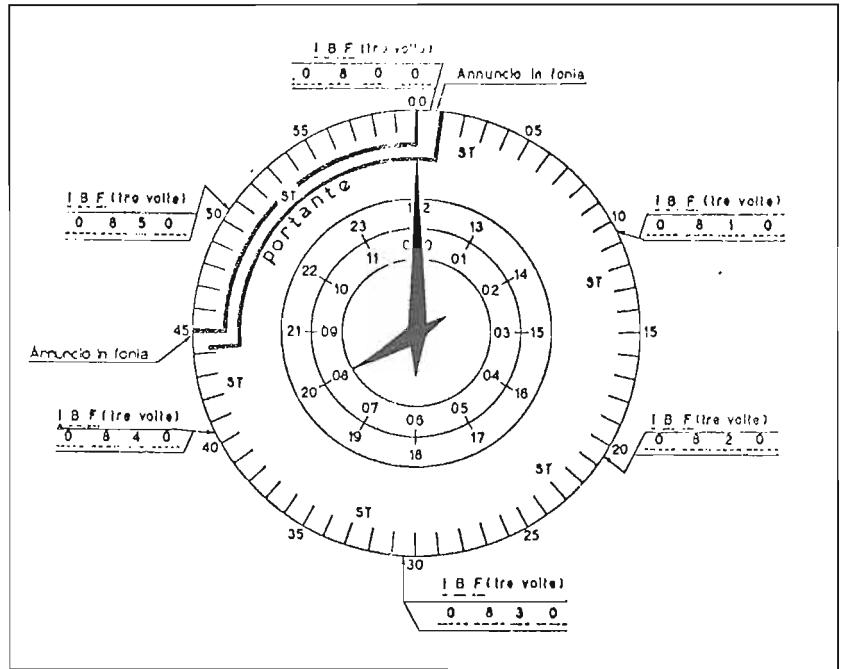 I B F (tre volte)
0 8 0 0
Annuncio in fonia
00
55
05
ST
I B F (tre volte)
0 8 5 0
50
ST
portante
10
I B F (tre volte)
0 8 1 0
ST
12
23
13
00
11
01
22
14
10
02
45
21
09
03
15
15
Annuncio in fonia
ST
20
08
04
16
07
05
19
06
17
18
I B F (tre volte)
0 8 4 0
40
I B F (tre volte)
0 8 2 0
20
ST
ST
35
25
30
I B F (tre volte)
0 8 3 0